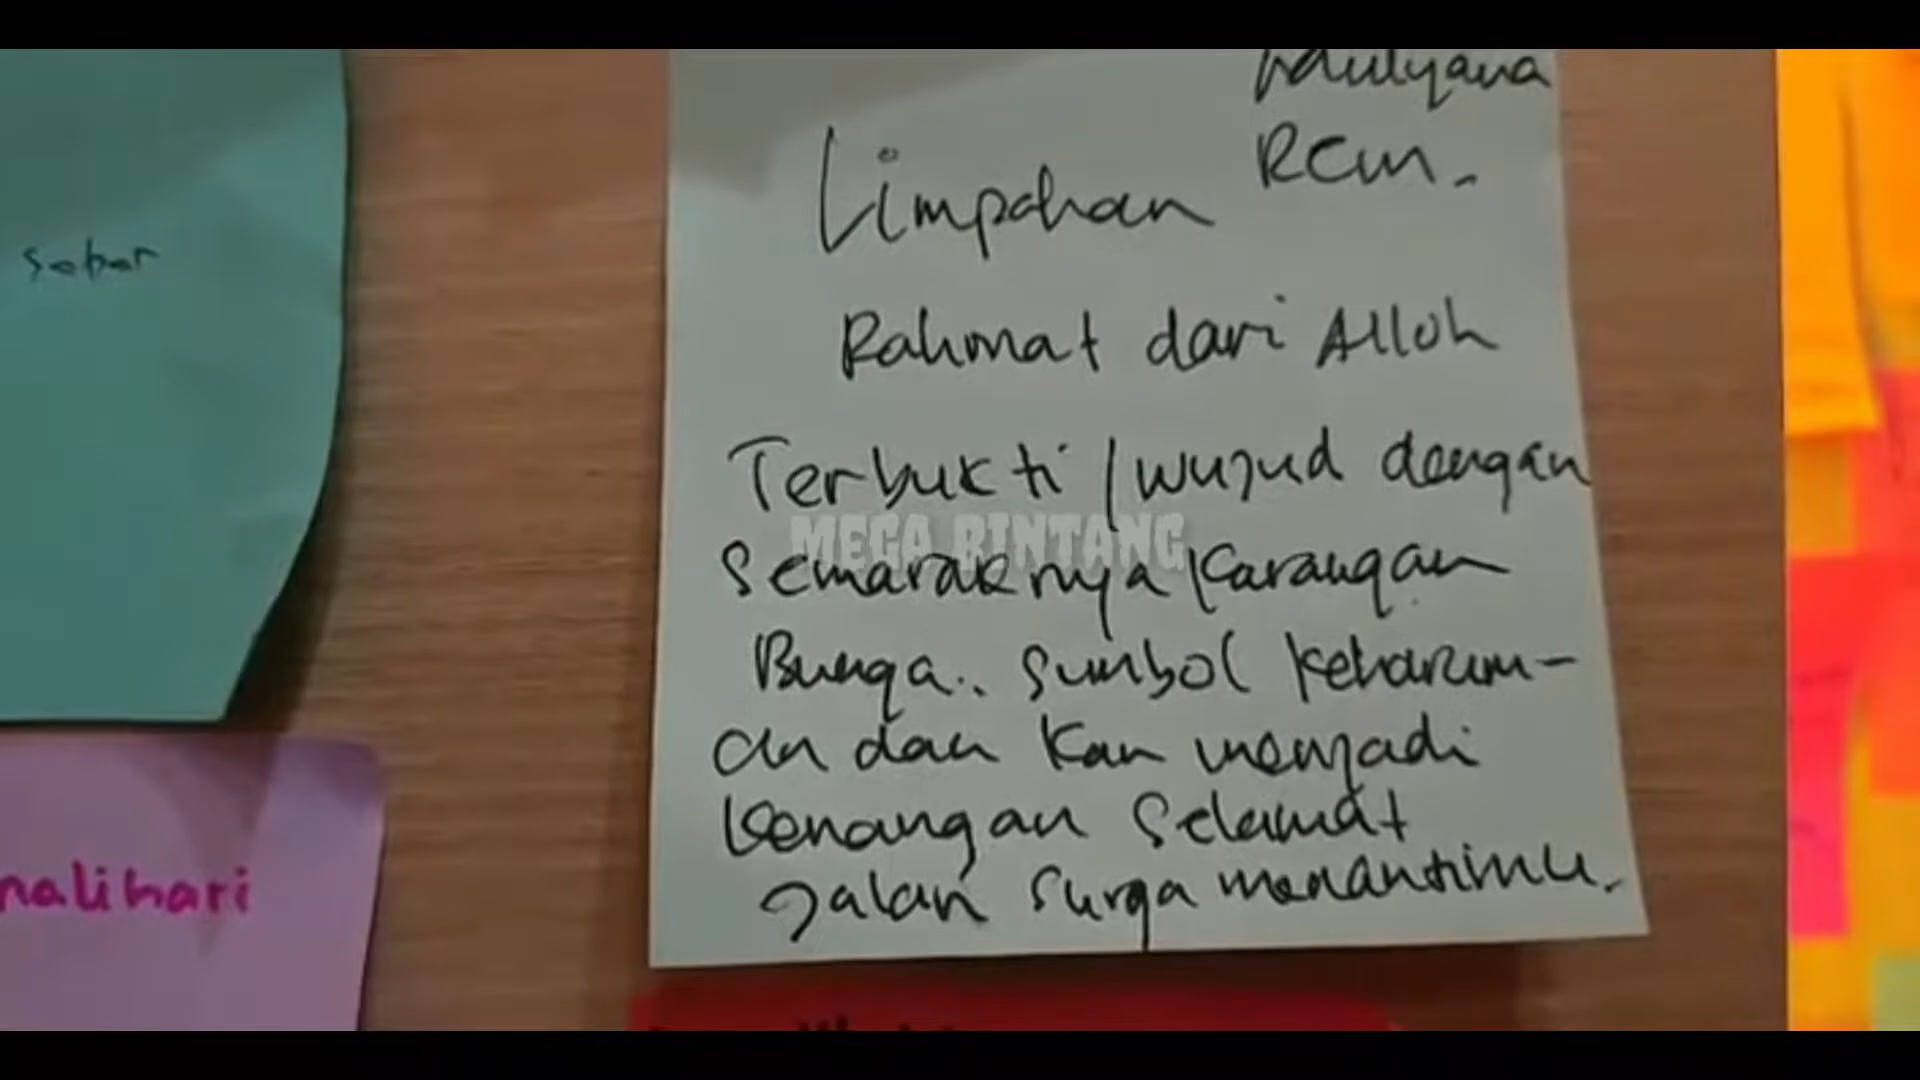 sabar
nalihari
Mulyana
RCM.
Limpahan
Rahmat dari Alloh
Terbukti / wujud dengan
MEGA BINTANG
semaraknya Karangan
Bunga.. simbol keharum-
an dan Kan menjadi
kenangan Selamat
Jalan surga menantimu.